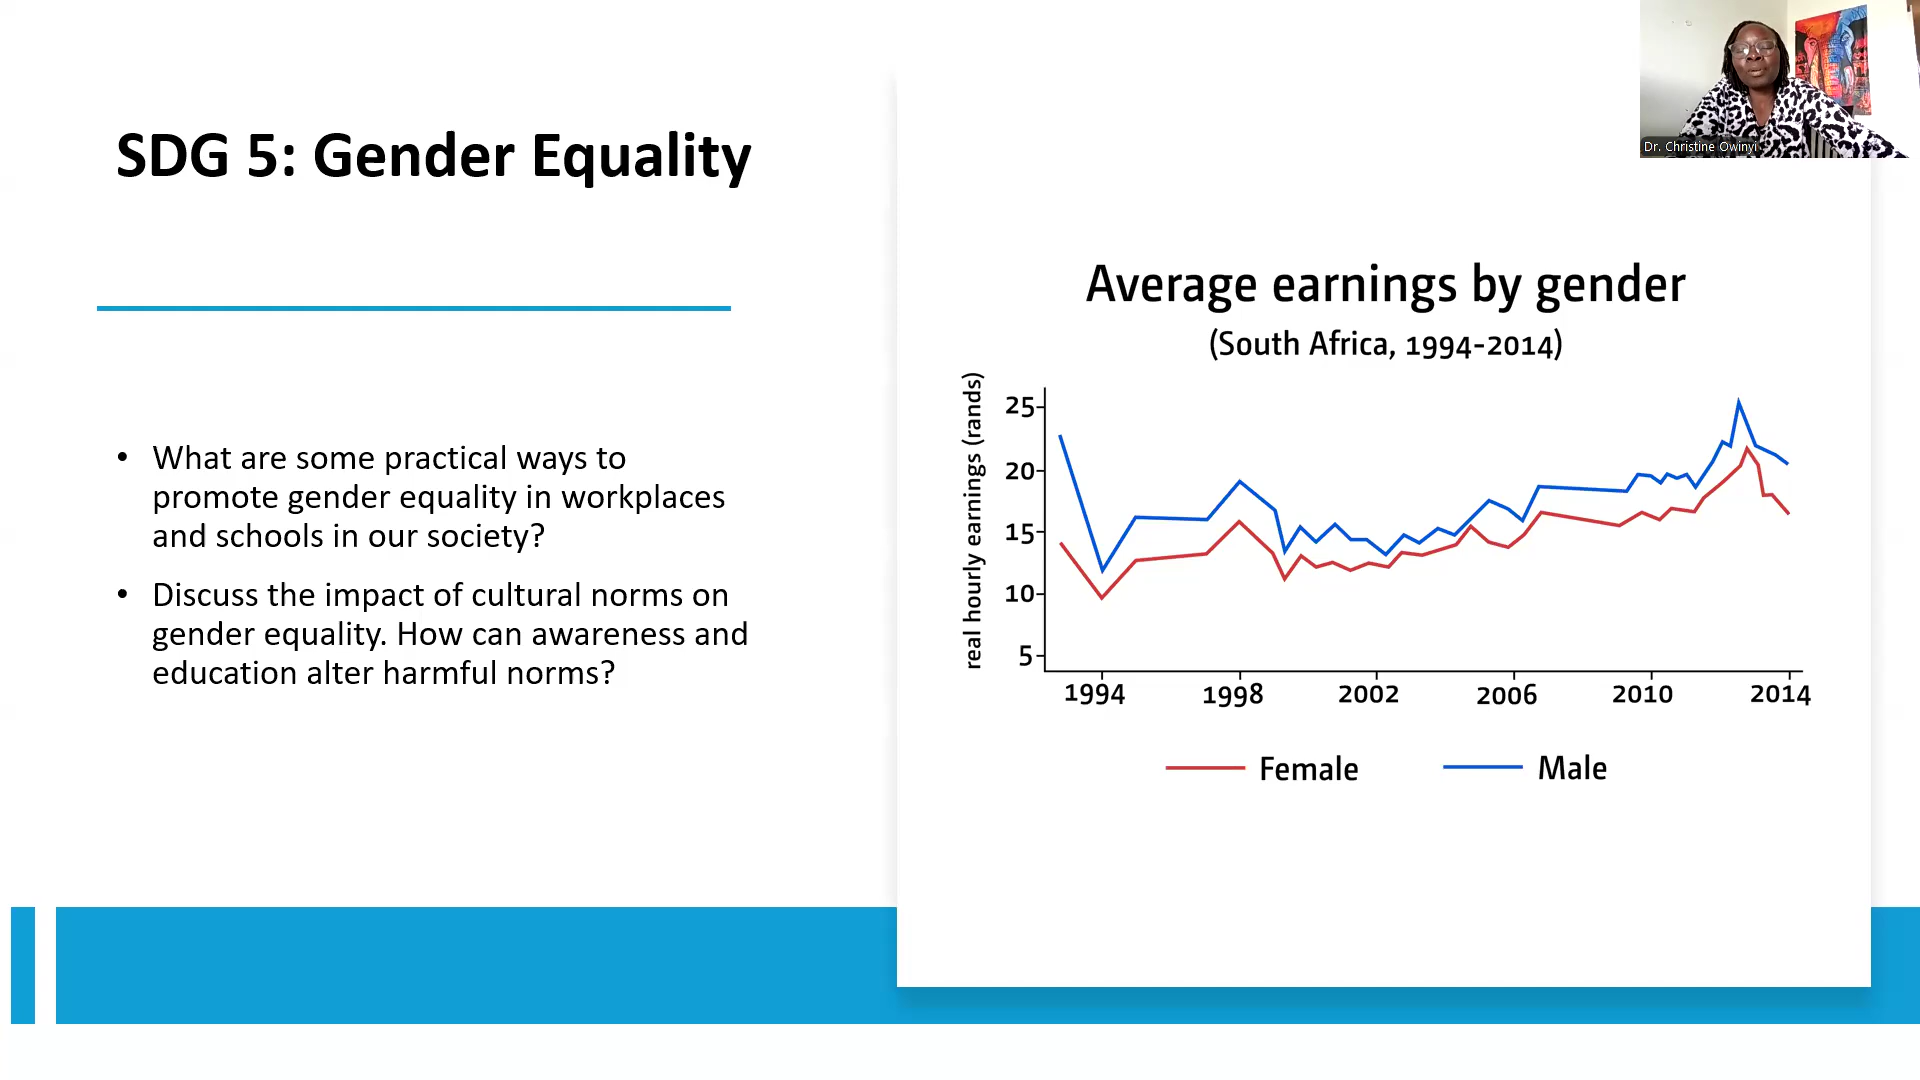 SDG 5: Gender Equality
• What are some practical ways to
promote gender equality in workplaces
and schools in our society?
• Discuss the impact of cultural norms on
gender equality. How can awareness and
education alter harmful norms?
Dr. Christine Owinyi
Average earnings by gender
(South Africa, 1994-2014)
real hourly earnings (rands)
25
20
15
10
5
1994 1998 2002 2006 2010 2014
Female Male